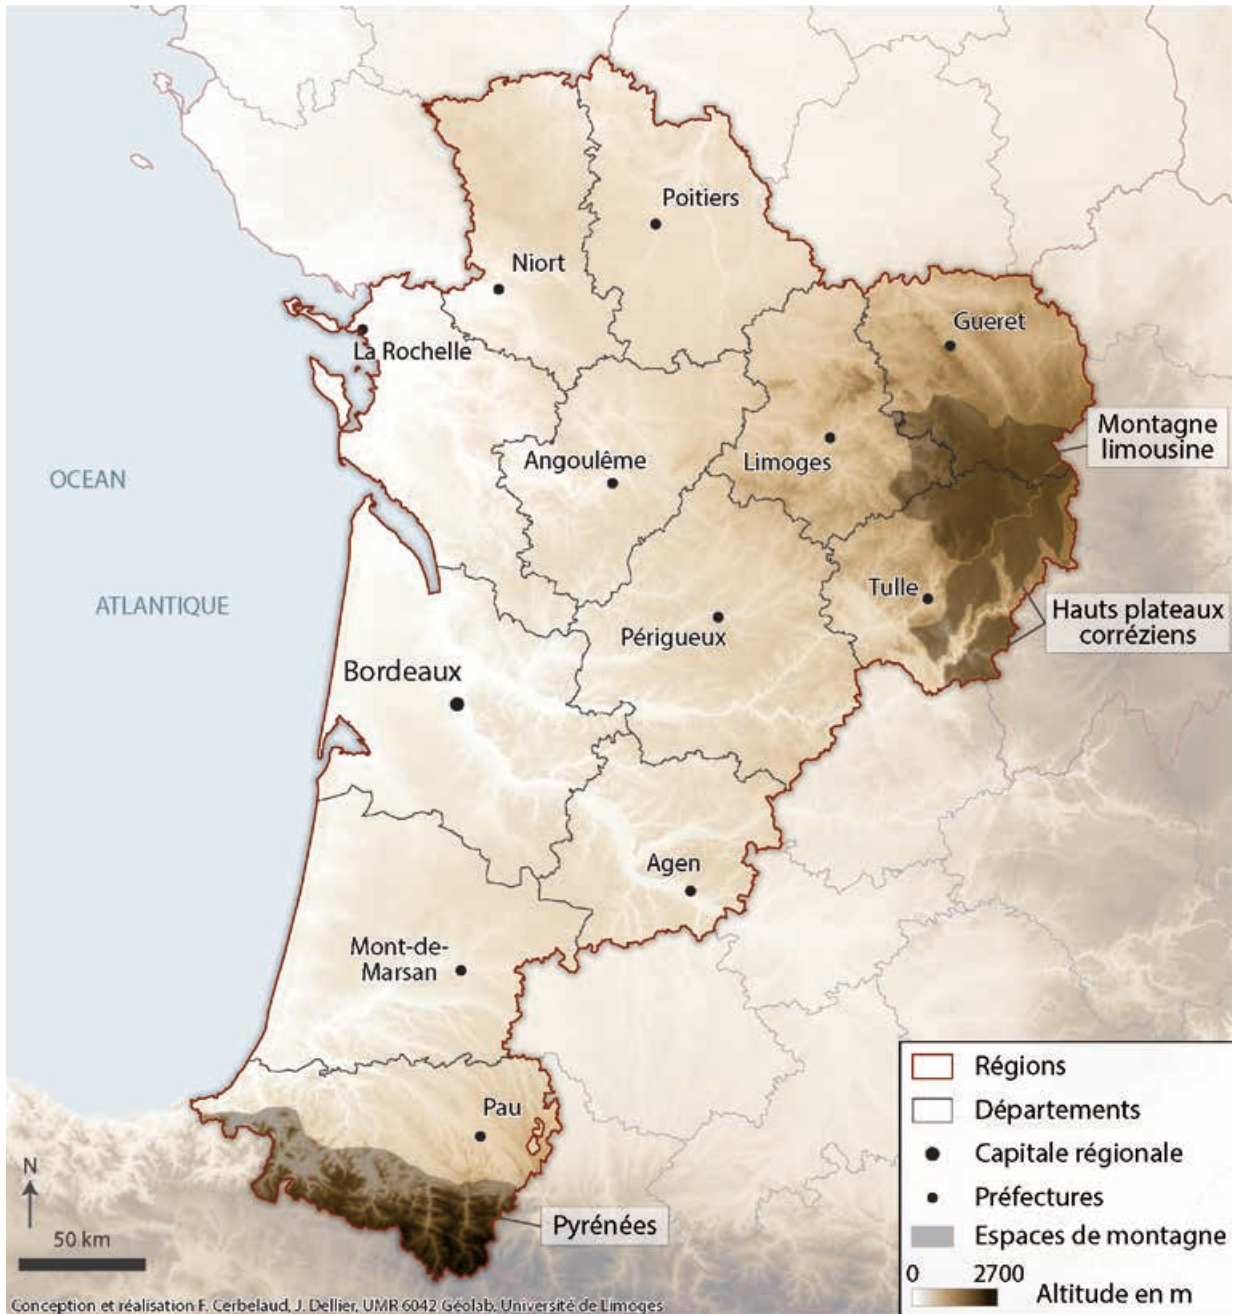 Poitiers
Niort
Gueret
La Rochelle
Montagne
limousine
Angoulême
Limoges
OCEAN
Tulle
ATLANTIQUE
Hauts plateaux
corréziens
Périgueux
Bordeaux
Agen
Mont-de-
Marsan
Régions
Départements
Pau
Capitale régionale
N
Préfectures
Pyrénées
Espaces de montagne
50 km
0 2700
Altitude en m
Conception et réalisation F. Cerbelaud, J. Dellier, UMR 6042 Géolab, Université de Limoges